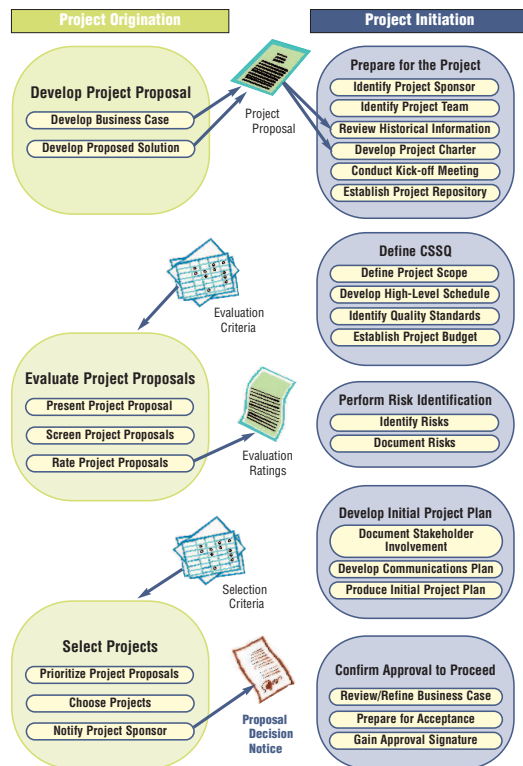 Project Origination
Develop Project Proposal
Develop Business Case
Develop Proposed Solution
Project
Proposal
Evaluation
Criteria
Evaluate Project Proposals
Present Project Proposal
Screen Project Proposals
Rate Project Proposals
Evaluation
Ratings
Selection
Criteria
Select Projects
Prioritize Project Proposals
Choose Projects
Notify Project Sponsor
Proposal
Decision
Notice
Project Initiation
Prepare for the Project
Identify Project Sponsor
Identify Project Team
Review Historical Information
Develop Project Charter
Conduct Kick-off Meeting
Establish Project Repository
Define CSSQ
Define Project Scope
Develop High-Level Schedule
Identify Quality Standards
Establish Project Budget
Perform Risk Identification
Identify Risks
Document Risks
Develop Initial Project Plan
Document Stakeholder
Involvement
Develop Communications Plan
Produce Initial Project Plan
Confirm Approval to Proceed
Review/Refine Business Case
Prepare for Acceptance
Gain Approval Signature